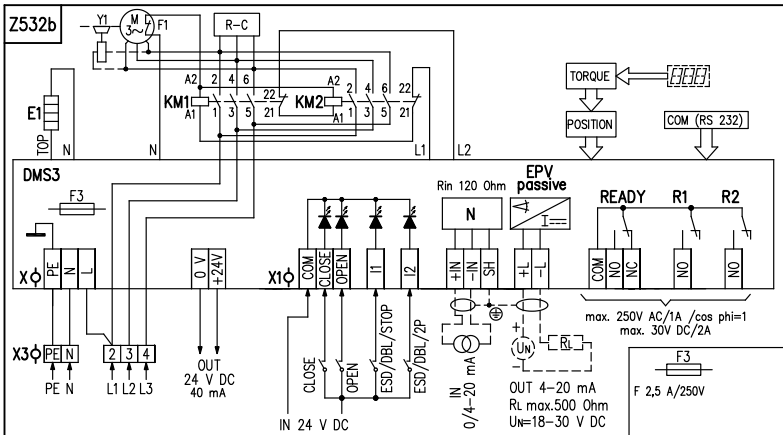 Z532b
Y1
M
3~
F1
R-C
A2
2 4 6
22
KM1
A1
1 3 5
21
A2
2 4 6
22
KM2
A1
1 3 5
21
TORQUE
POSITION
COM (RS 232)
E1
TOP
N
N
L1
L2
DMS3
F3
Rin 120 Ohm
N
EPV
passive
I
READY
R1
R2
X
PE
N
L
0 V
+24V
X1
COM
CLOSE
OPEN
I1
I2
+IN
-IN
SH
+L
-L
COM
NO
NC
NO
NO
max. 250V AC/1A /cos phi=1
max. 30V DC/2A
X3
PE N
2 3 4
PE N
L1 L2 L3
OUT
24 V DC
40 mA
CLOSE
OPEN
ESD/DBL/STOP
ESD/DBL/2P
IN 24 V DC
IN
0/4-20 mA
+
UN
-
RL
OUT 4-20 mA
RL max.500 Ohm
UN=18-30 V DC
F3
F 2,5 A/250V